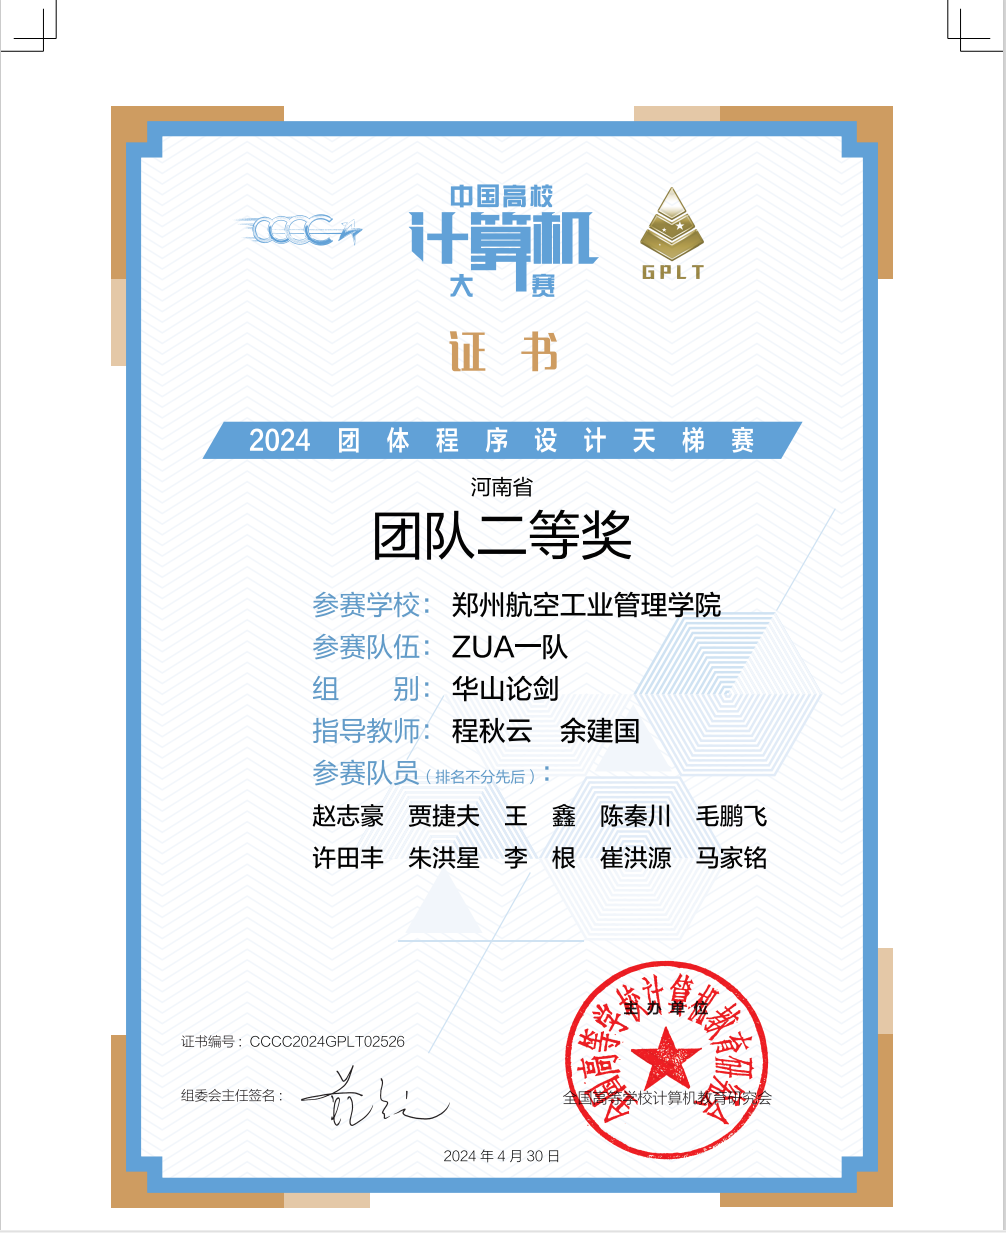 CCCC
中国高校
计算机
大赛
GPLT
证书
2024 团体程序设计天梯赛
河南省
团队二等奖
参赛学校：郑州航空工业管理学院
参赛队伍：ZUA一队
组 别：华山论剑
指导教师：程秋云 余建国
参赛队员（排名不分先后）：
赵志豪 贾捷夫 王 鑫 陈秦川 毛鹏飞
许田丰 朱洪星 李 根 崔洪源 马家铭
全国高等学校计算机教育研究会
主办单位
证书编号：CCCC2024GPLT02526
组委会主任签名：
全国高等学校计算机教育研究会
2024 年 4 月 30 日